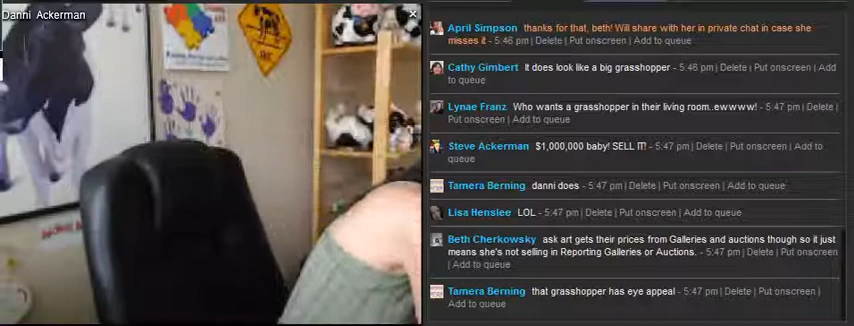 Danni Ackerman
April Simpson thanks for that, beth! Will share with her in private chat in case she
misses it - 5:46 pm | Delete | Put onscreen | Add to queue
Cathy Gimbert It does look like a big grasshopper - 5:46 pm | Delete | Put onscreen | Add
to queue
Lynae Franz Who wants a grasshopper in their living room..ewwww! - 5:47 pm | Delete |
Put onscreen | Add to queue
Steve Ackerman $1,000,000 baby! SELL IT! - 5:47 pm | Delete | Put onscreen | Add to
queue
Tamera Berning danni does - 5:47 pm | Delete | Put onscreen | Add to queue
Lisa Henslee LOL - 5:47 pm | Delete | Put onscreen | Add to queue
Beth Cherkowsky ask art gets their prices from Galleries and auctions though so it just
means she's not selling in Reporting Galleries or Auctions. - 5:47 pm | Delete | Put onscreen
| Add to queue
Tamera Berning that grasshopper has eye appeal - 5:47 pm | Delete | Put onscreen |
Add to queue